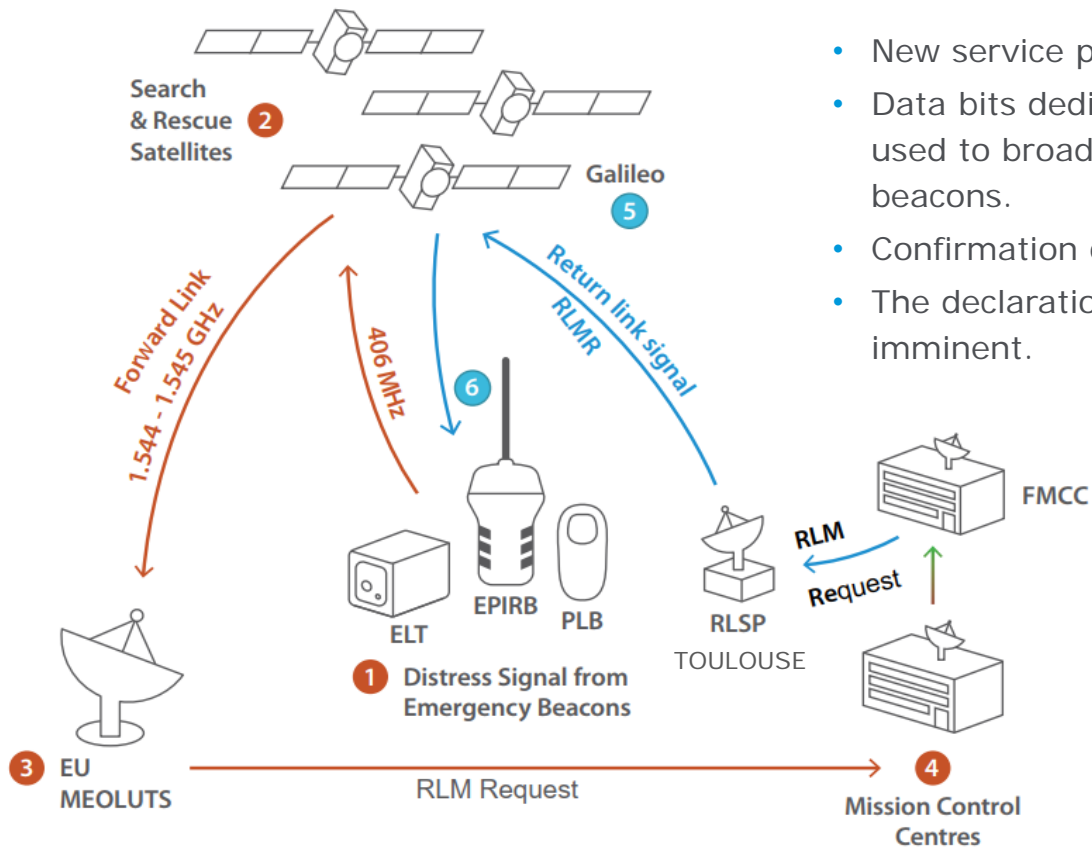 Search
& Rescue 2
Satellites
Galileo
5
Forward Link
1.544 - 1.545 GHz
406 MHz
6
Return link signal
RLMR
ELT
EPIRB
PLB
1 Distress Signal from
Emergency Beacons
RLM
Request
RLSP
TOULOUSE
FMCC
3 EU
MEOLUTS
RLM Request
4
Mission Control
Centres
• New service p
• Data bits dedi
used to broad
beacons.
• Confirmation
• The declaratio
imminent.